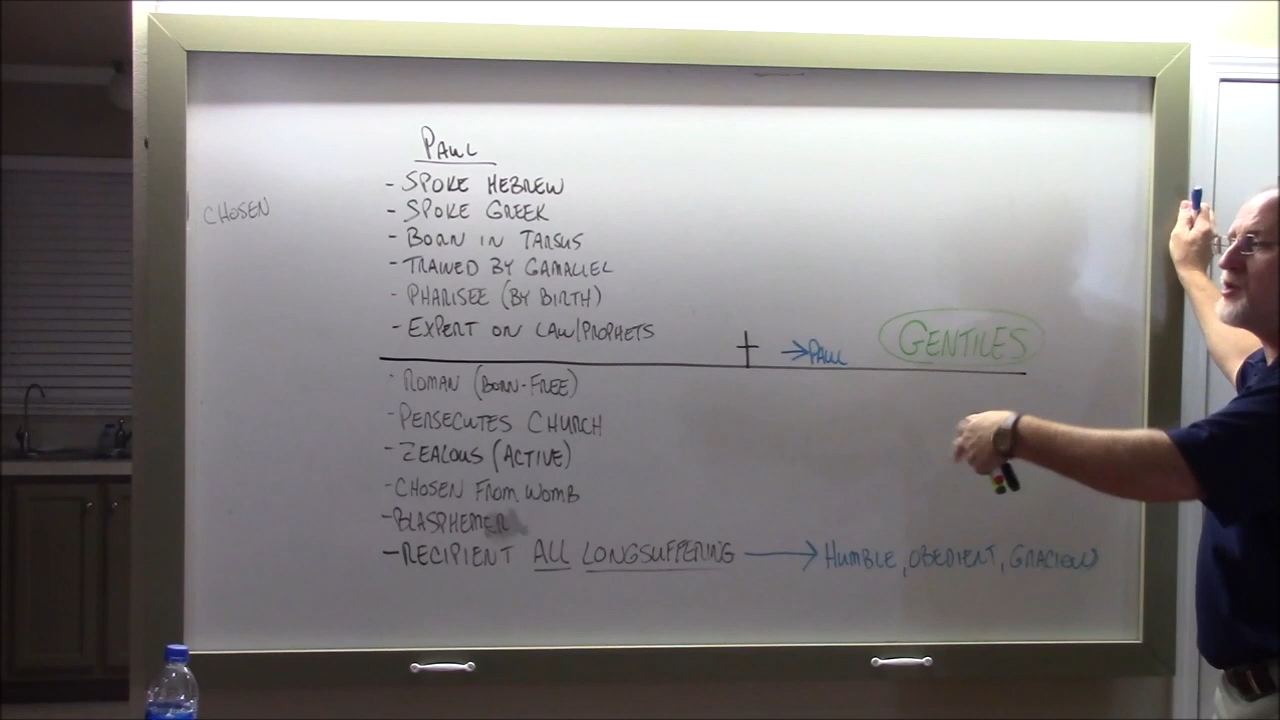 PAUL
- SPOKE HEBREW
CHOSEN
- SPOKE GREEK
- BORN IN TARSUS
- TRAINED BY GAMALIEL
- PHARISEE (BY BIRTH)
- EXPERT ON LAW/PROPHETS
→PAUL
GENTILES
- ROMAN (BORN-FREE)
- PERSECUTES CHURCH
- ZEALOUS (ACTIVE)
- CHOSEN FROM WOMB
- BLASPHEMER
- RECIPIENT ALL LONGSUFFERING → HUMBLE, OBEDIENT, GRACIOUS